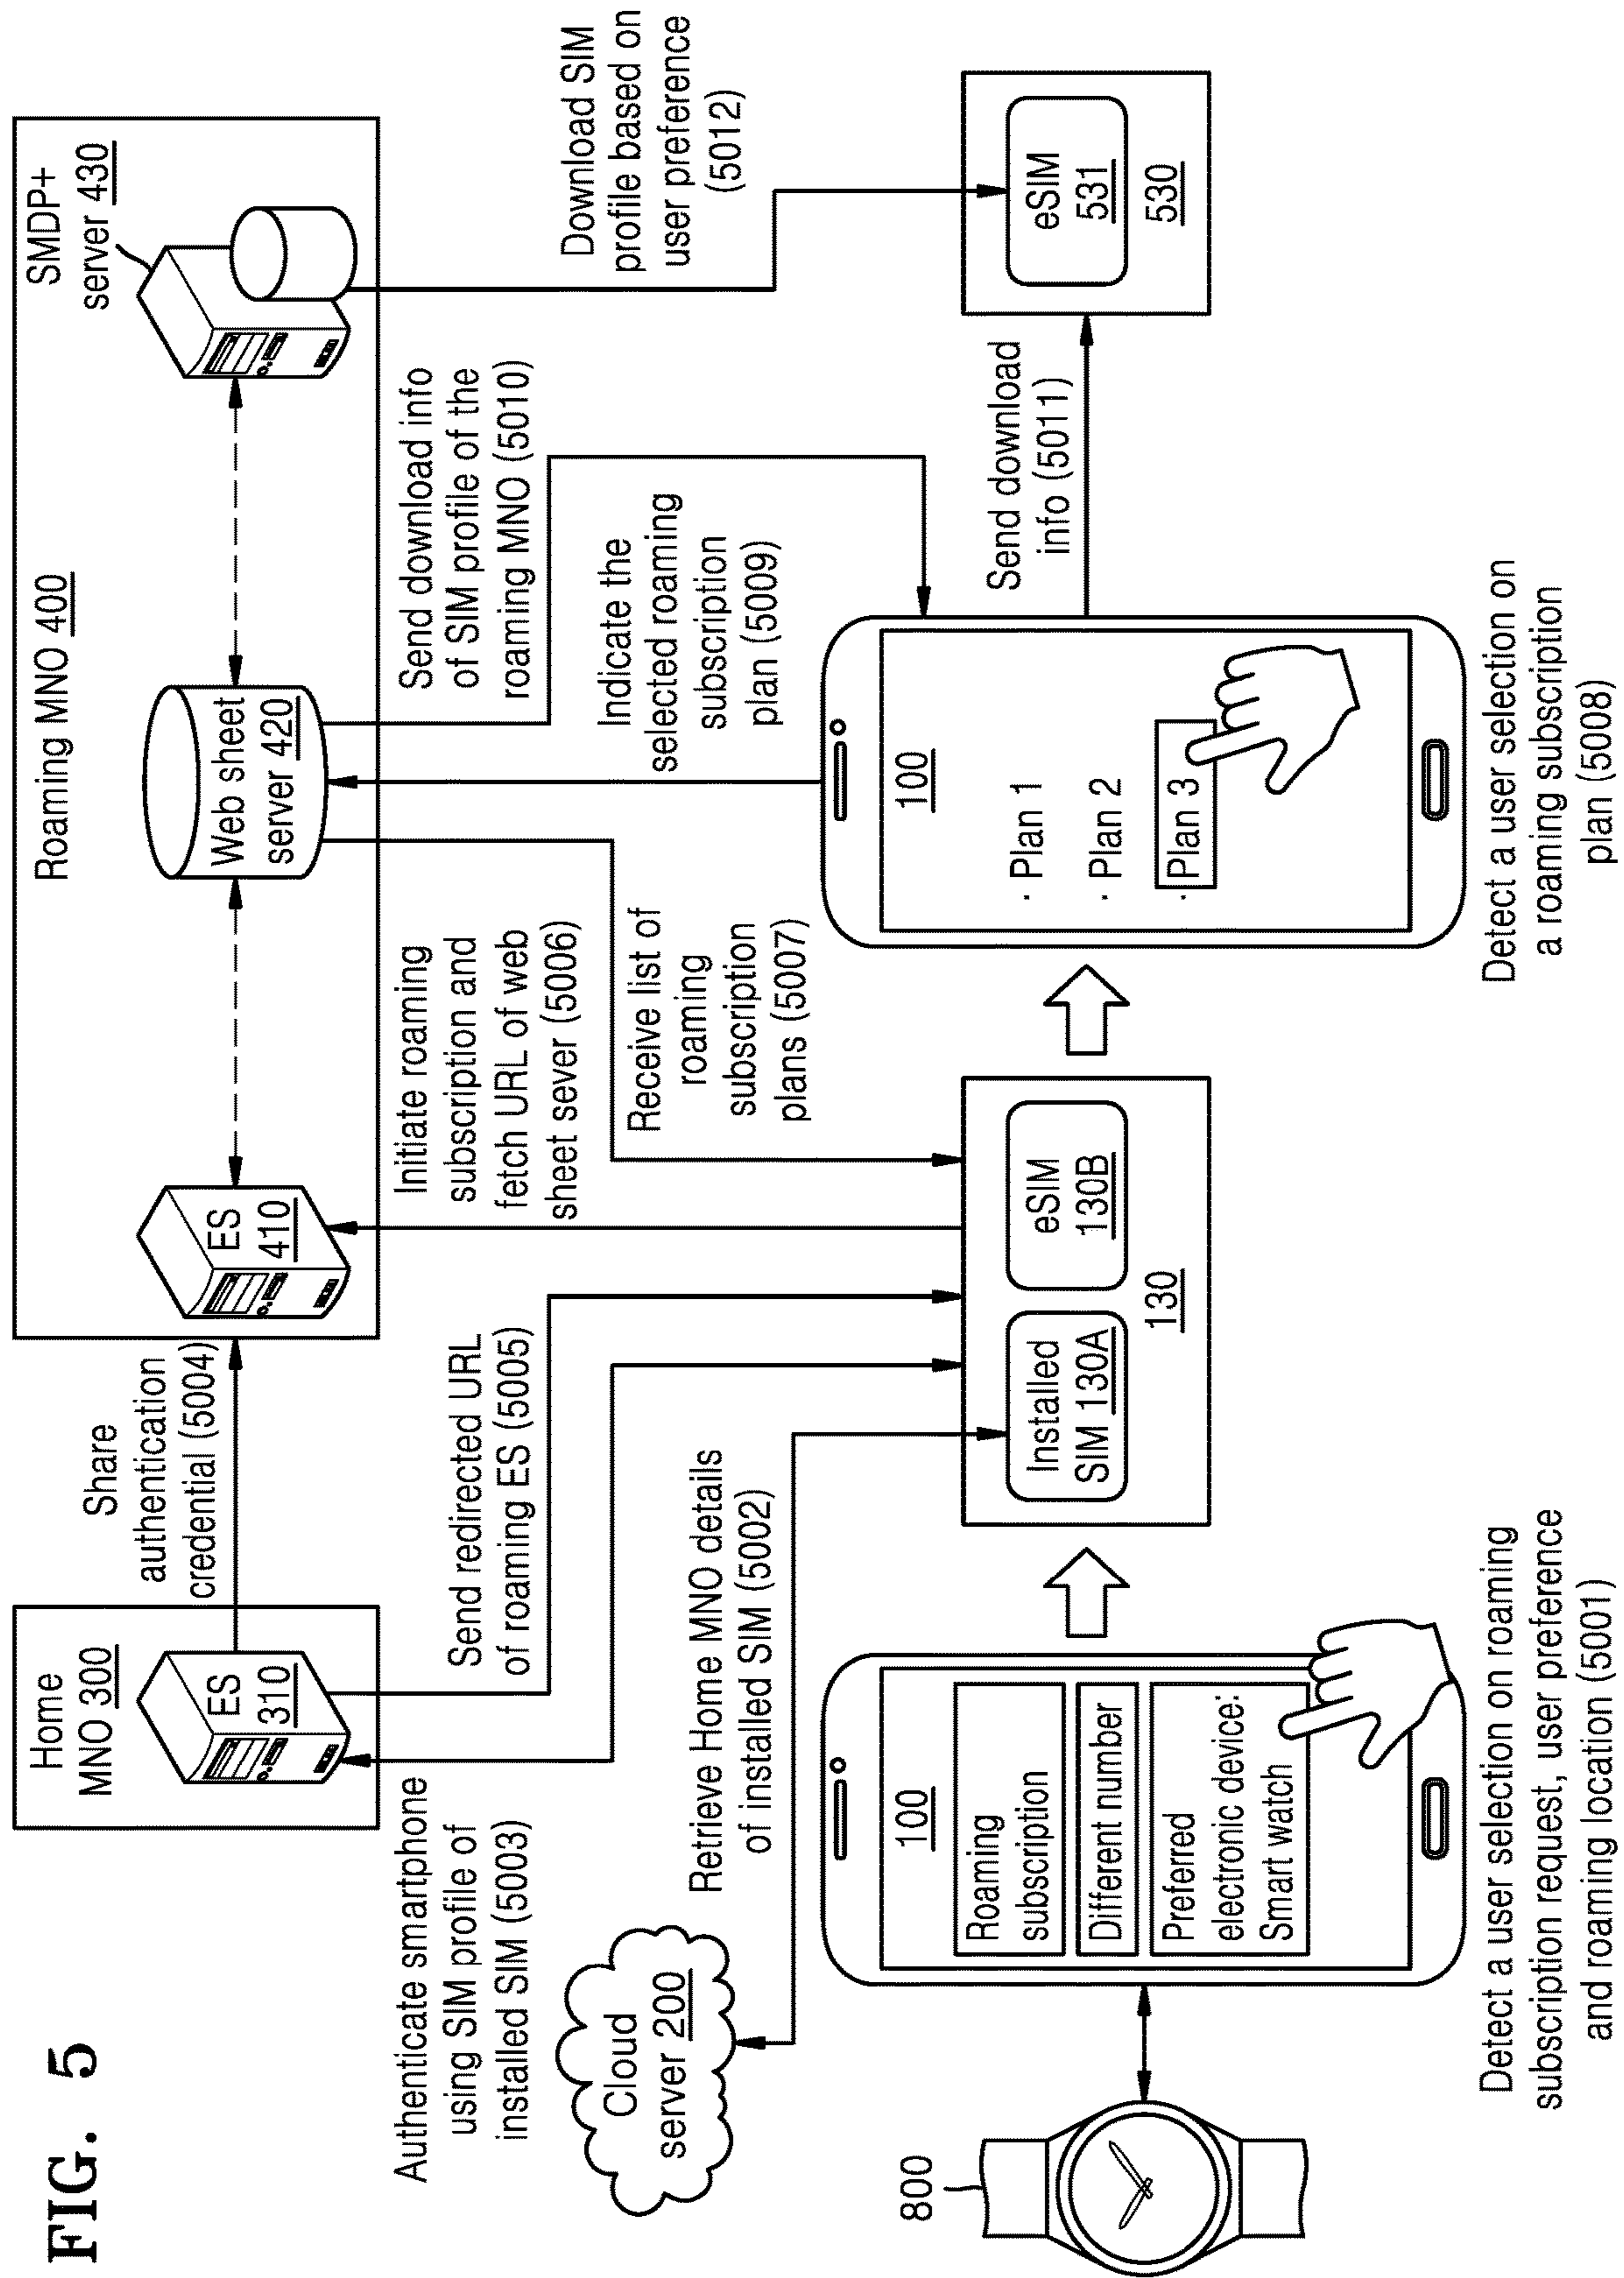 FIG. 5
Home
MNO 300
ES
310
Share
authentication
credential (5004)
Roaming MNO 400
ES
410
Web sheet
server 420
SMDP+
server 430
Authenticate smartphone
using SIM profile of
installed SIM (5003)
Send redirected URL
of roaming ES (5005)
Initiate roaming
subscription and
fetch URL of web
sheet sever (5006)
Send download info
of SIM profile of the
roaming MNO (5010)
Download SIM
profile based on
user preference
(5012)
Cloud
server 200
Retrieve Home MNO details
of installed SIM (5002)
Receive list of
roaming
subscription
plans (5007)
Indicate the
selected roaming
subscription
plan (5009)
800
100
Roaming
subscription
Different number
Preferred
electronic device:
Smart watch
Installed
SIM 130A
eSIM
130B
130
100
· Plan 1
· Plan 2
· Plan 3
Send download
info (5011)
eSIM
531
530
Detect a user selection on roaming
subscription request, user preference
and roaming location (5001)
Detect a user selection on
a roaming subscription
plan (5008)